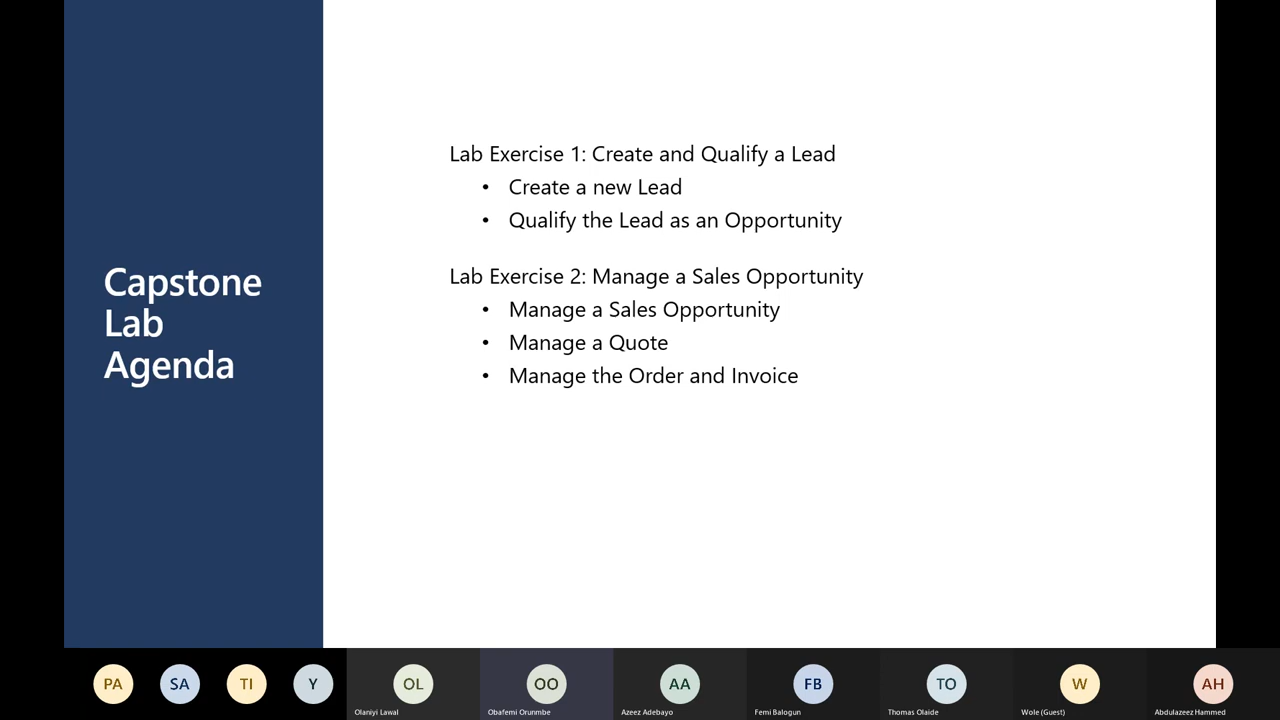 Capstone
Lab
Agenda
Lab Exercise 1: Create and Qualify a Lead
• Create a new Lead
• Qualify the Lead as an Opportunity
Lab Exercise 2: Manage a Sales Opportunity
• Manage a Sales Opportunity
• Manage a Quote
• Manage the Order and Invoice
PA
SA
TI
Y
OL
OO
AA
FB
TO
W
AH
Olaniyi Lawal
Obafemi Orunmbe
Azeez Adebayo
Femi Balogun
Thomas Olaide
Wole (Guest)
Abdulazeez Hammed